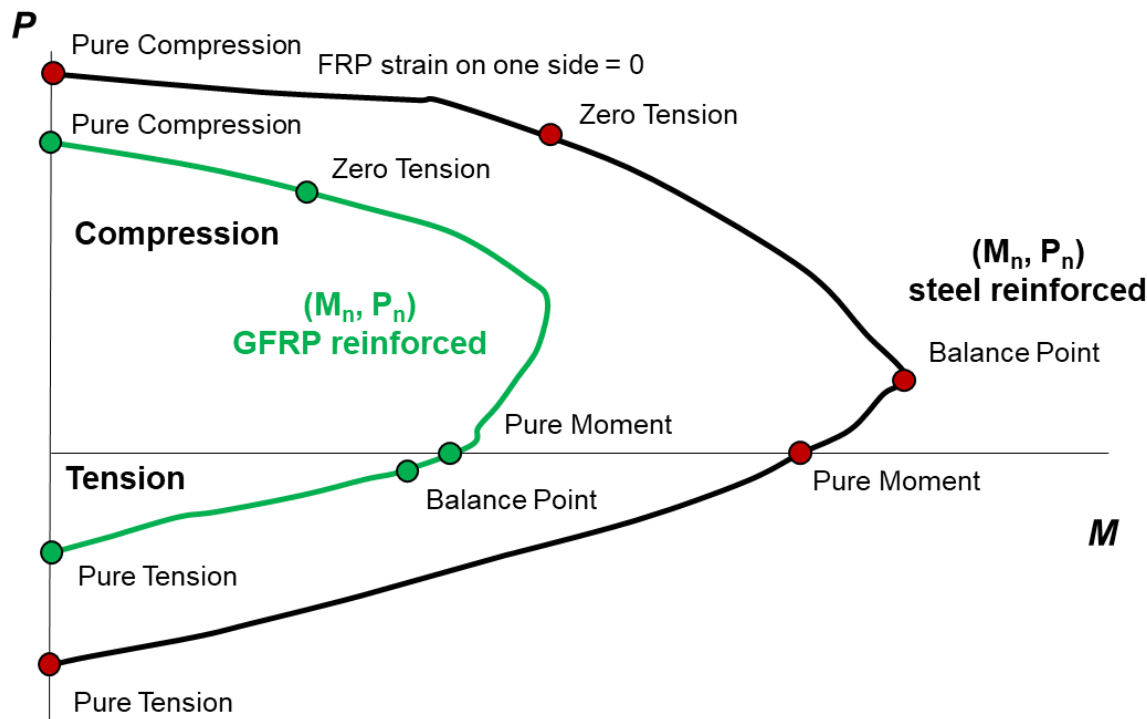 P
Pure Compression
FRP strain on one side = 0
Pure Compression
Zero Tension
Zero Tension
Compression
(Mn, Pn)
steel reinforced
(Mn, Pn)
GFRP reinforced
Balance Point
Pure Moment
Tension
Balance Point
Pure Moment
M
Pure Tension
Pure Tension